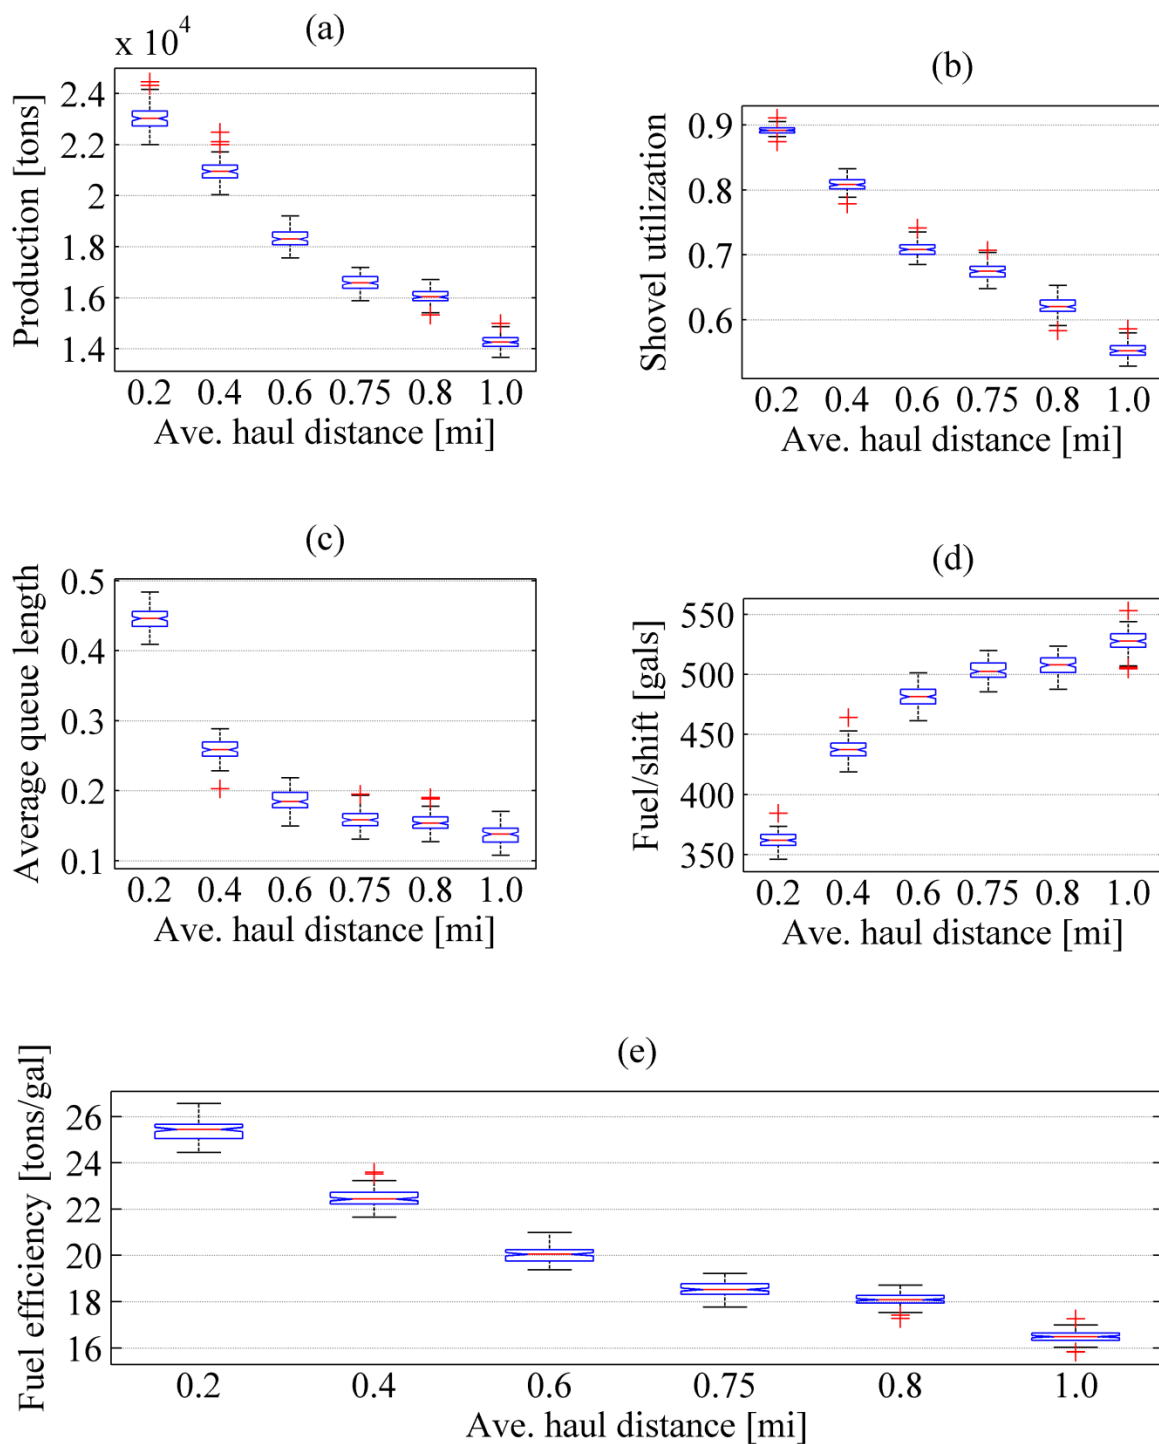 (a)
x 10^4
Production [tons]
2.4
2.2
2
1.8
1.6
1.4
0.2 0.4 0.6 0.75 0.8 1.0
Ave. haul distance [mi]
(b)
Shovel utilization
0.9
0.8
0.7
0.6
0.2 0.4 0.6 0.75 0.8 1.0
Ave. haul distance [mi]
(c)
Average queue length
0.5
0.4
0.3
0.2
0.1
0.2 0.4 0.6 0.75 0.8 1.0
Ave. haul distance [mi]
(d)
Fuel/shift [gals]
550
500
450
400
350
0.2 0.4 0.6 0.75 0.8 1.0
Ave. haul distance [mi]
(e)
Fuel efficiency [tons/gal]
26
24
22
20
18
16
0.2 0.4 0.6 0.75 0.8 1.0
Ave. haul distance [mi]